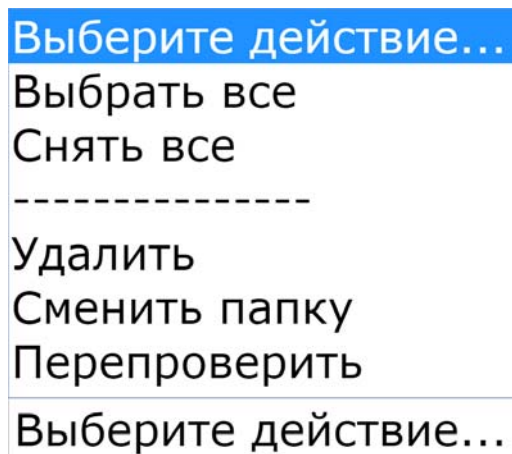 Выберите действие...
Выбрать все
Снять все
---------------
Удалить
Сменить папку
Перепроверить
Выберите действие...